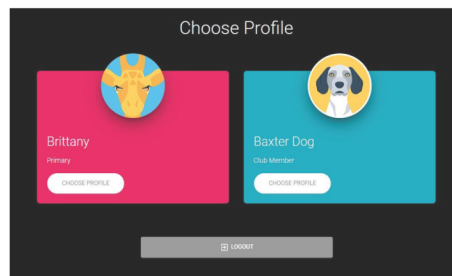 Choose Profile
Brittany
Primary
CHOOSE PROFILE
Baxter Dog
Club Member
CHOOSE PROFILE
LOGOUT